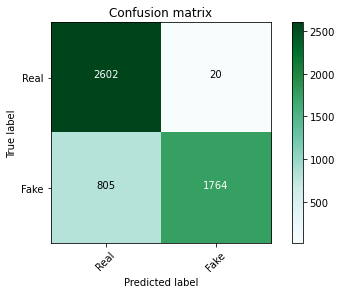 Confusion matrix
True label
Real
Fake
2602
20
805
1764
Real
Fake
Predicted label
2500
2000
1500
1000
500